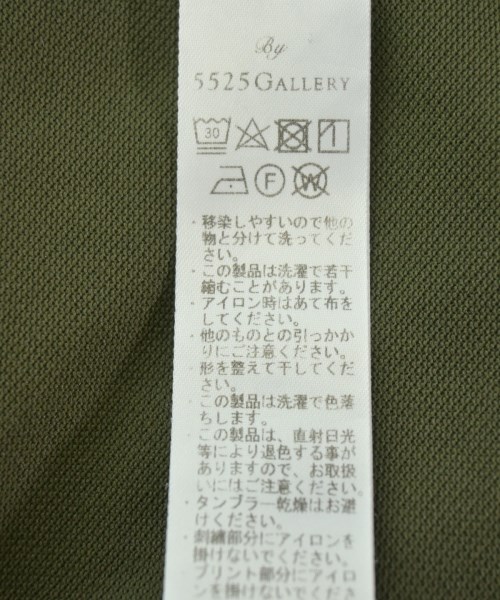 By
5525GALLERY
30
F W
・移染しやすいので他の
物と分けて洗ってくだ
さい。
・この製品は洗濯で若干
縮むことがあります。
・アイロン時はあて布を
してください。
・他のものとの引っかか
りにご注意ください。
・形を整えて干してくだ
さい。
・この製品は洗濯で色落
ちします。
・この製品は、直射日光
等により退色する事が
ありますので、お取扱
いにはご注意ください。
・タンブラー乾燥はお避
けください。
・刺繍部分にアイロンを
掛けないでください。
プリント部分にアイロ
ンを掛けないでくださ